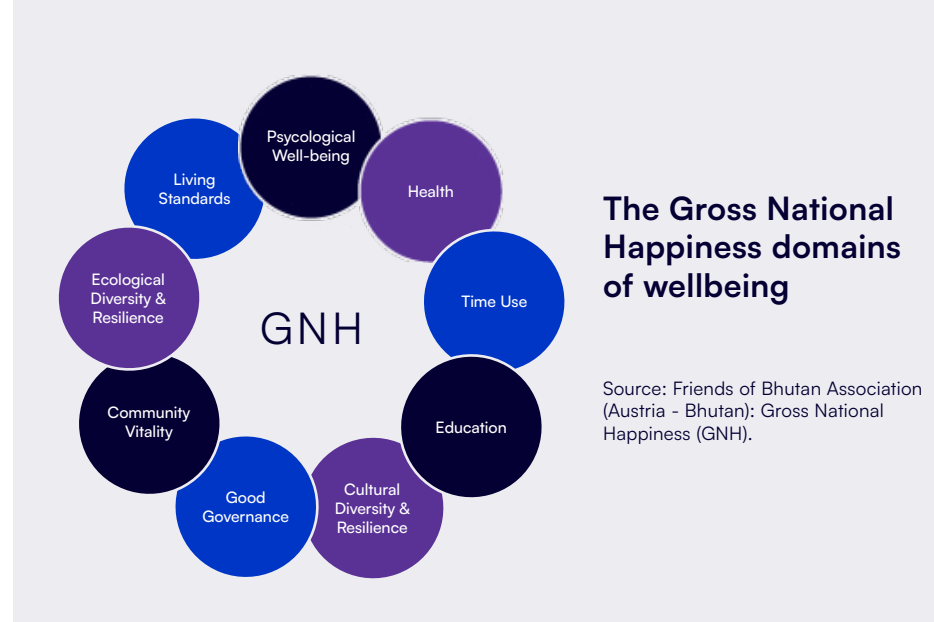 Psycological
Well-being
Health
Time Use
Education
Cultural
Diversity &
Resilience
Good
Governance
Community
Vitality
Ecological
Diversity &
Resilience
Living
Standards
GNH
The Gross National
Happiness domains
of wellbeing
Source: Friends of Bhutan Association
(Austria - Bhutan): Gross National
Happiness (GNH).